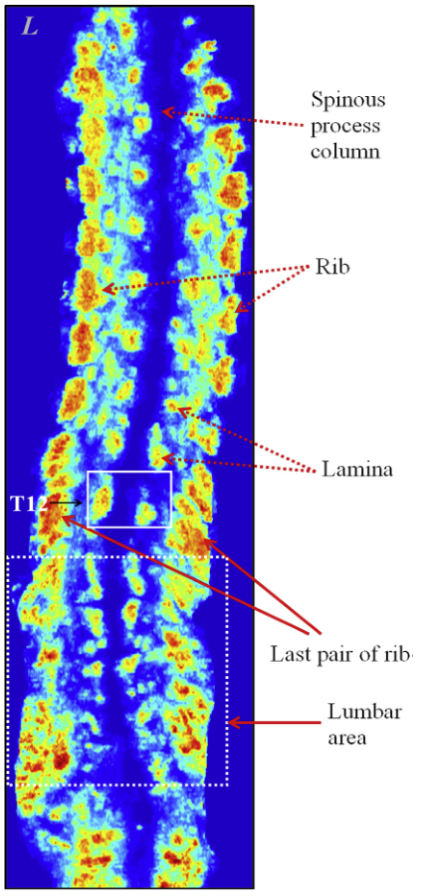 L
Spinous
process
column
Rib
Lamina
T12
Last pair of rib
Lumbar
area